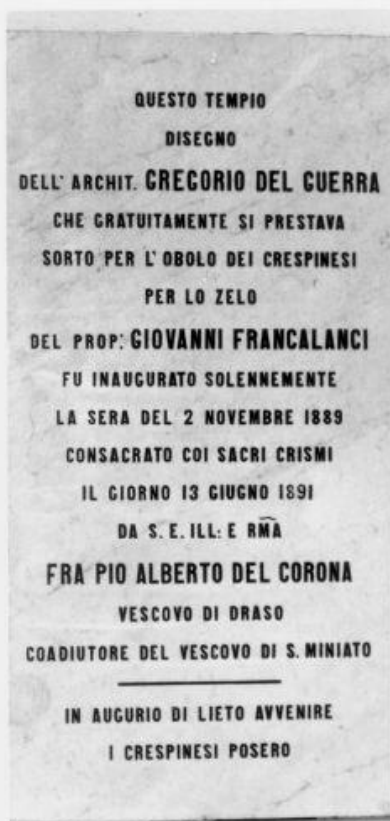 QUESTO TEMPIO
DISEGNO
DELL' ARCHIT. GREGORIO DEL GUERRA
CHE GRATUITAMENTE SI PRESTAVA
SORTO PER L'OBOLO DEI CRESPINESI
PER LO ZELO
DEL PROP: GIOVANNI FRANCALANCI
FU INAUGURATO SOLENNEMENTE
LA SERA DEL 2 NOVEMBRE 1889
CONSACRATO COI SACRI CRISMI
IL GIORNO 13 GIUGNO 1891
DA S. E. ILL: E RM̃A
FRA PIO ALBERTO DEL CORONA
VESCOVO DI DRASO
COADIUTORE DEL VESCOVO DI S. MINIATO
IN AUGURIO DI LIETO AVVENIRE
I CRESPINESI POSERO